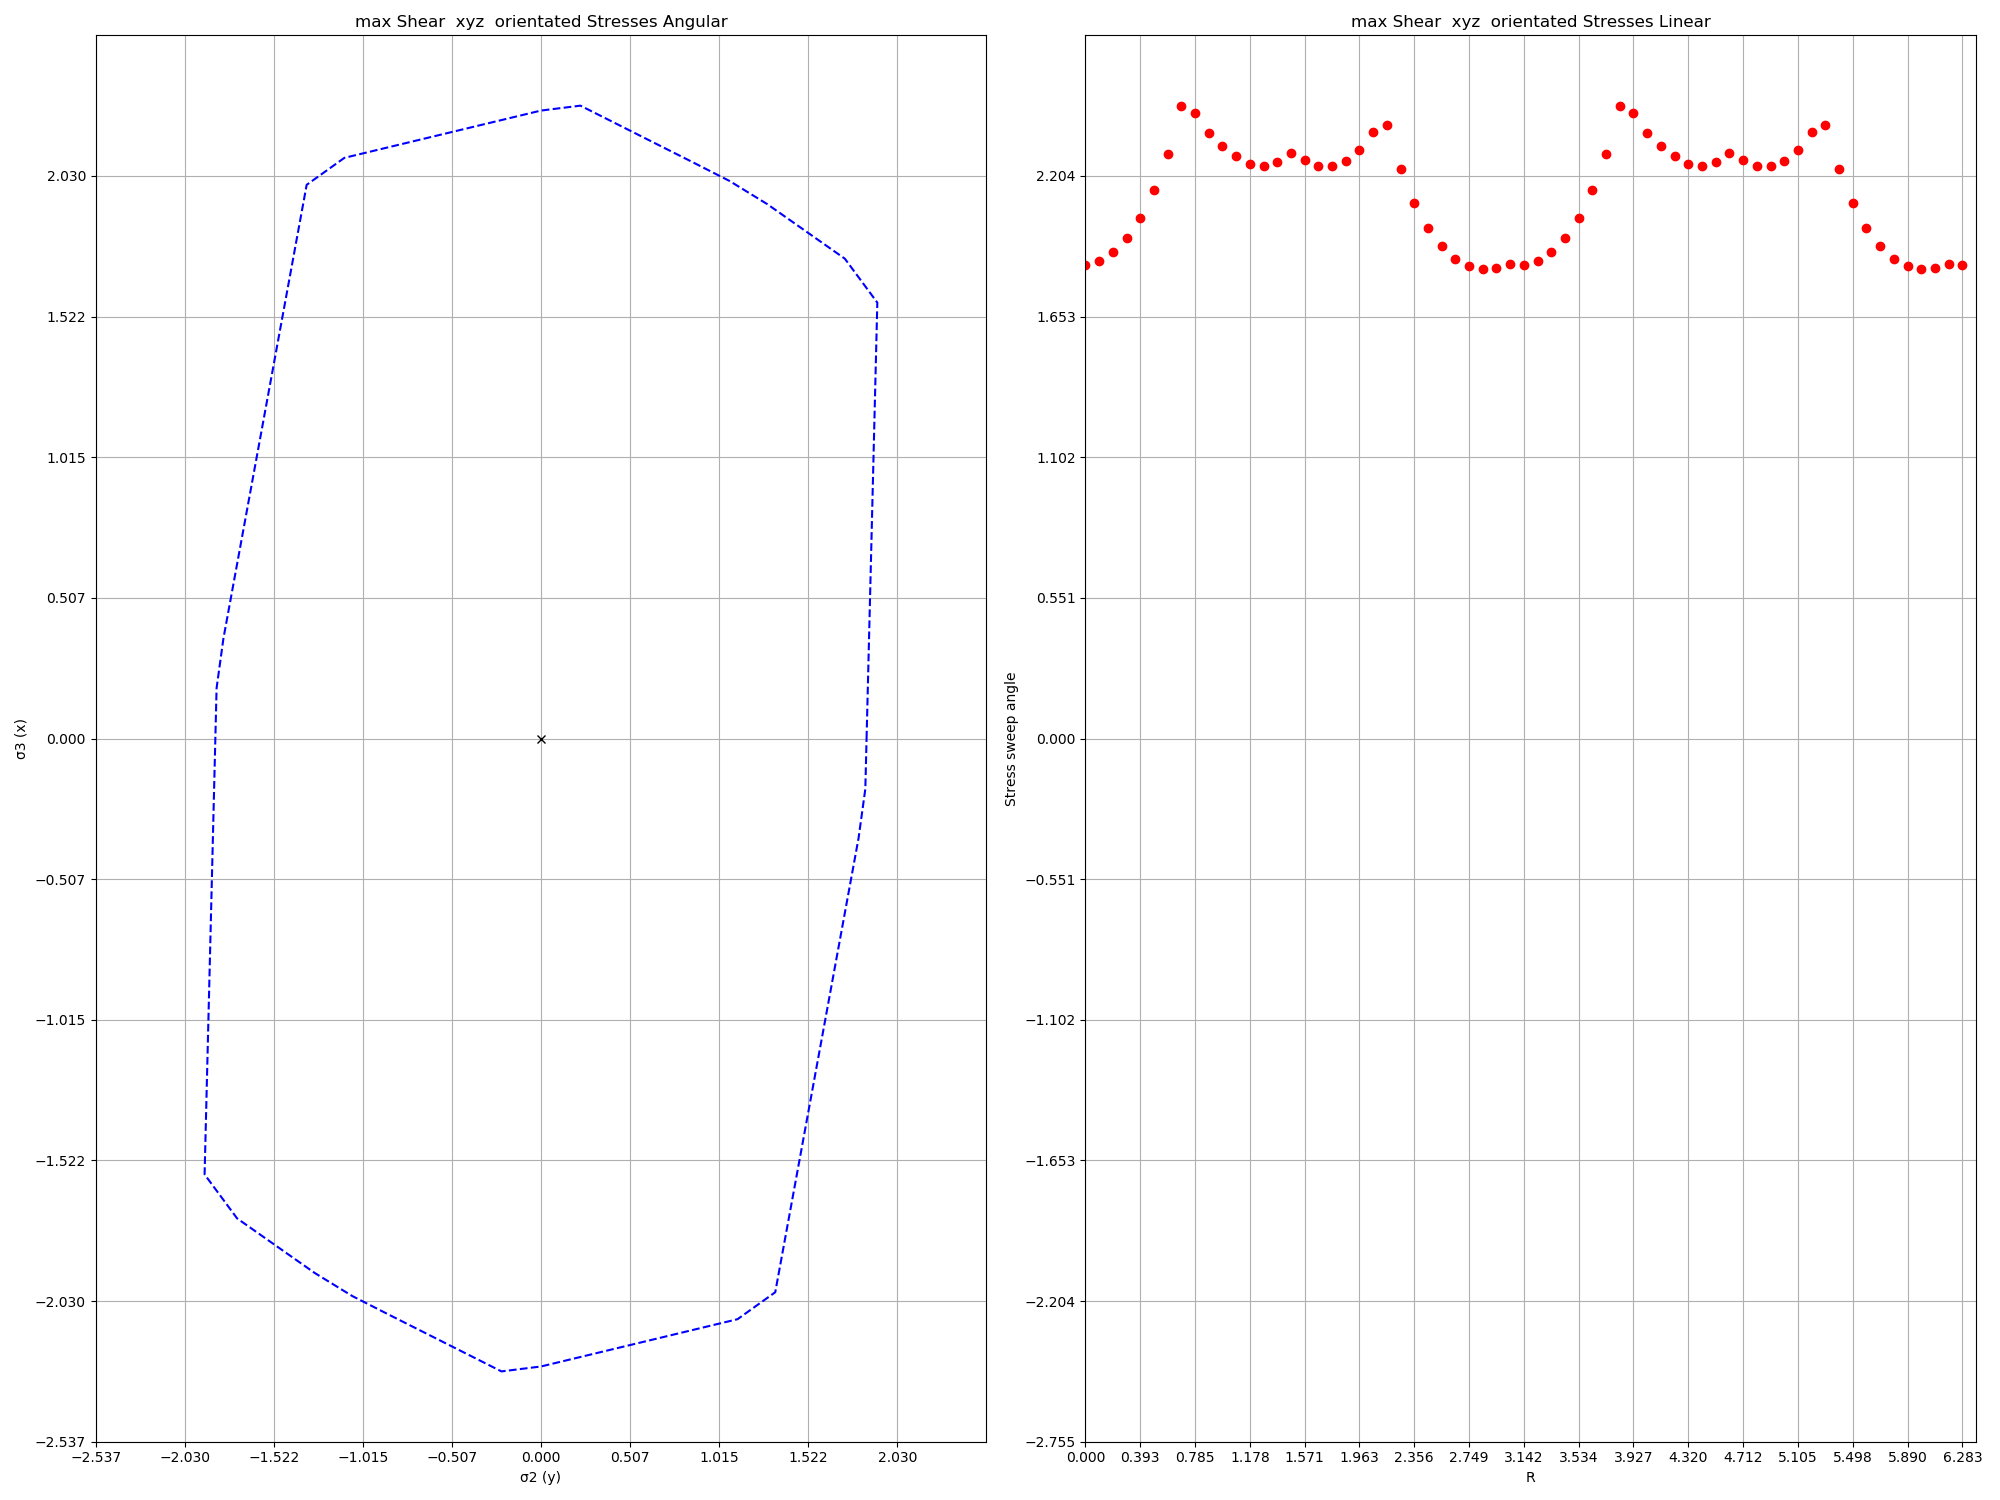 max Shear  xyz  orientated Stresses Angular
2.030
1.522
1.015
0.507
0.000
−0.507
−1.015
−1.522
−2.030
−2.537
σ3 (x)
−2.537 −2.030 −1.522 −1.015 −0.507 0.000 0.507 1.015 1.522 2.030
σ2 (y)
max Shear  xyz  orientated Stresses Linear
2.204
1.653
1.102
0.551
0.000
−0.551
−1.102
−1.653
−2.204
−2.755
Stress sweep angle
0.000 0.393 0.785 1.178 1.571 1.963 2.356 2.749 3.142 3.534 3.927 4.320 4.712 5.105 5.498 5.890 6.283
R